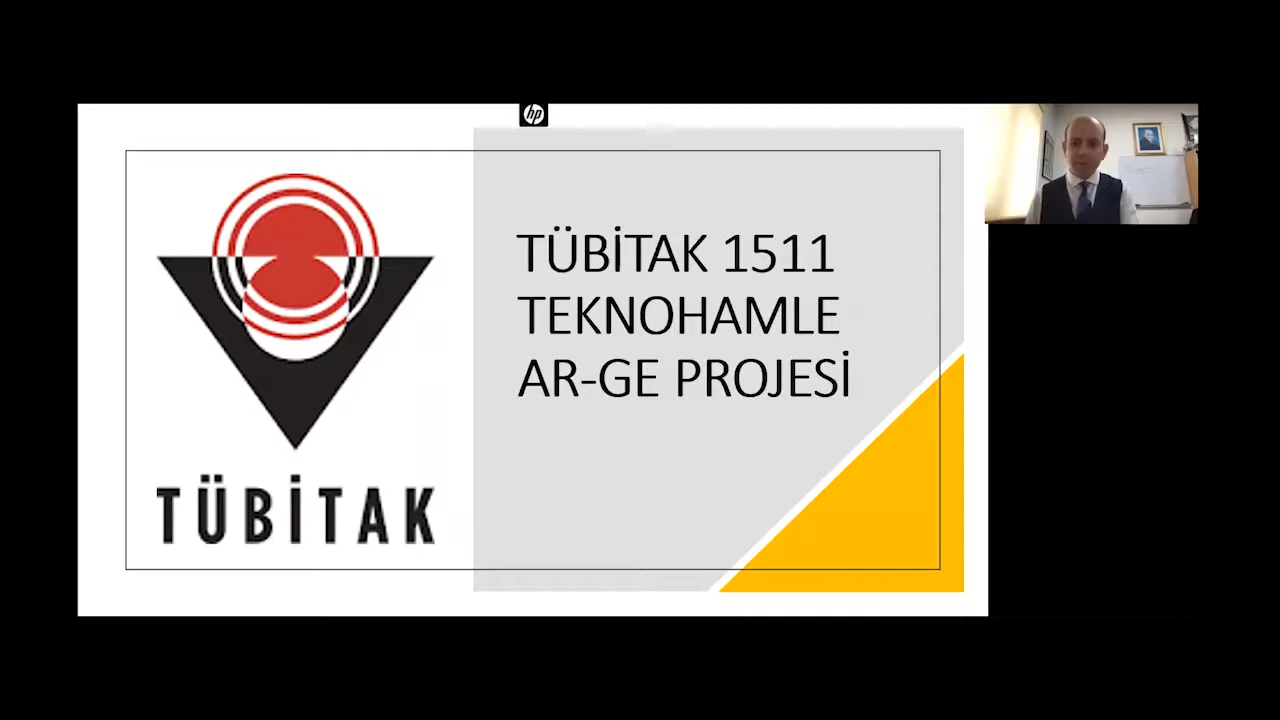 hp
TÜBİTAK 1511
TEKNOHAMLE
AR-GE PROJESİ
TÜBİTAK